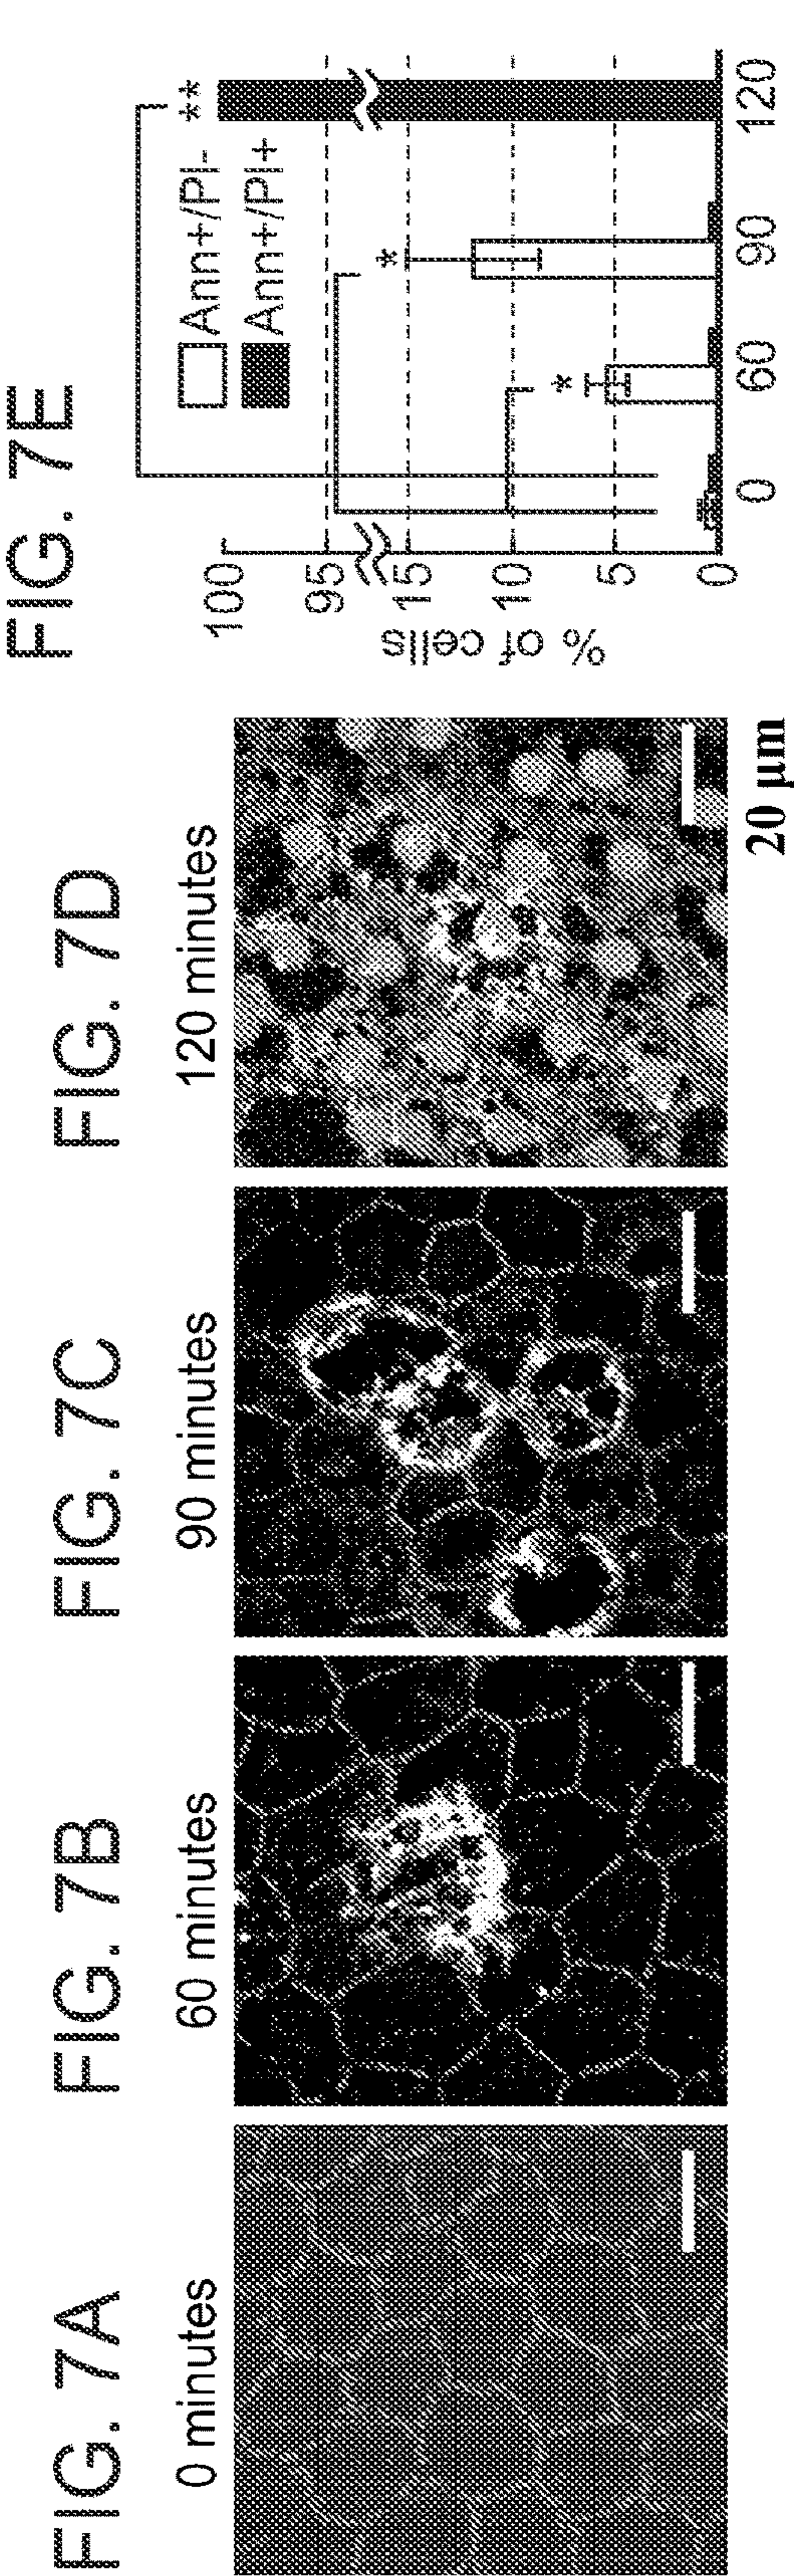 FIG. 7A
0 minutes
FIG. 7B
60 minutes
FIG. 7C
90 minutes
FIG. 7D
120 minutes
20 µm
FIG. 7E
% of cells
100
95
15
10
5
0
**
Ann+/PI-
Ann+/PI+
*
*
0
60
90
120